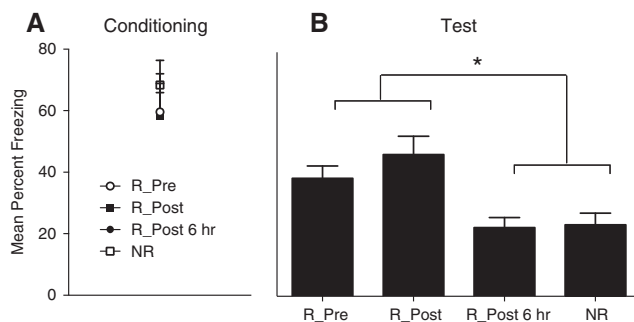 A
Conditioning
Mean Percent Freezing
80
60
40
20
0
R_Pre
R_Post
R_Post 6 hr
NR
B
Test
*
R_Pre
R_Post
R_Post 6 hr
NR